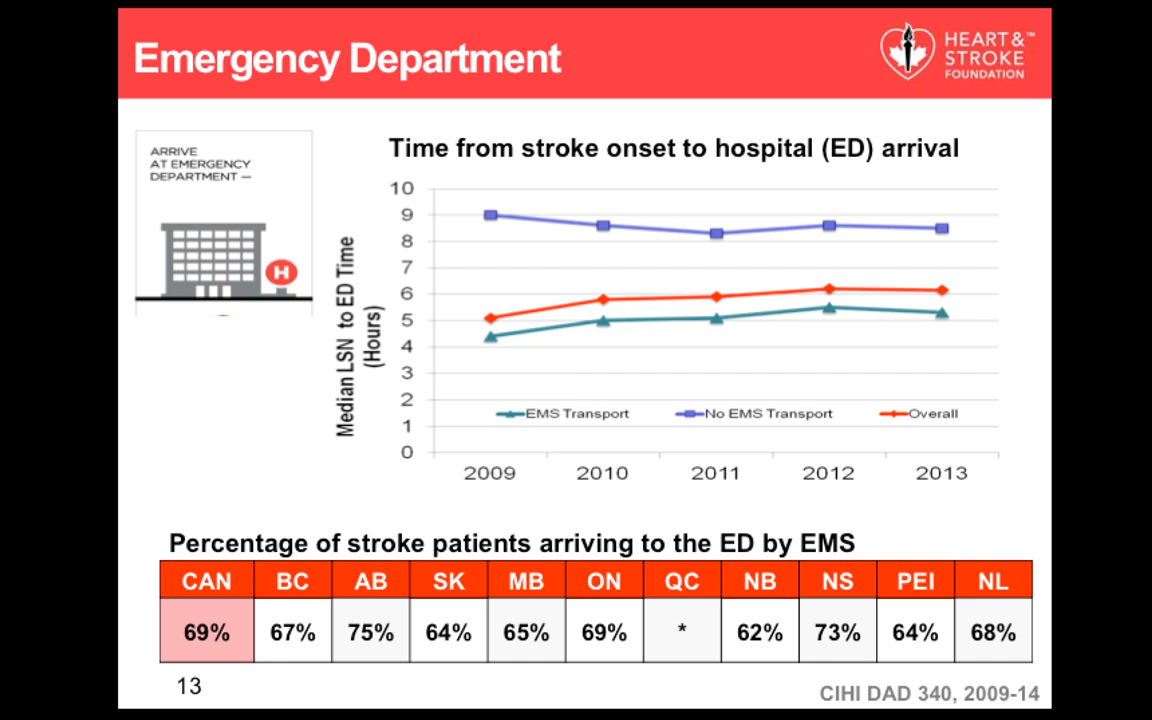 Emergency Department
HEART &™
STROKE
FOUNDATION
ARRIVE
AT EMERGENCY
DEPARTMENT —
H
Time from stroke onset to hospital (ED) arrival
Median LSN to ED Time
(Hours)
10
9
8
7
6
5
4
3
2
1
0
EMS Transport No EMS Transport Overall
2009 2010 2011 2012 2013
Percentage of stroke patients arriving to the ED by EMS
CAN BC AB SK MB ON QC NB NS PEI NL
69% 67% 75% 64% 65% 69% * 62% 73% 64% 68%
13
CIHI DAD 340, 2009-14